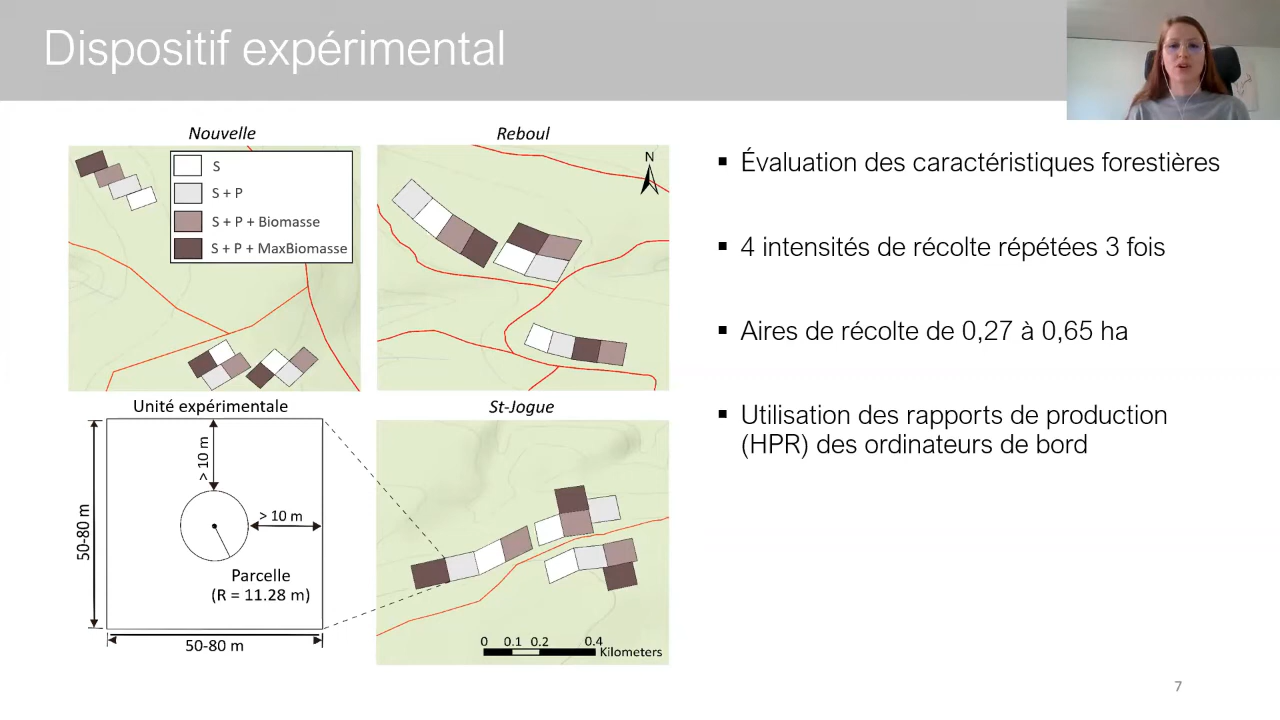 Dispositif expérimental
Nouvelle
S
S + P
S + P + Biomasse
S + P + MaxBiomasse
Reboul
N
Unité expérimentale
> 10 m
> 10 m
50-80 m
Parcelle
(R = 11.28 m)
50-80 m
St-Jogue
0 0.1 0.2 0.4
Kilometers
▪ Évaluation des caractéristiques forestières
▪ 4 intensités de récolte répétées 3 fois
▪ Aires de récolte de 0,27 à 0,65 ha
▪ Utilisation des rapports de production
(HPR) des ordinateurs de bord
7